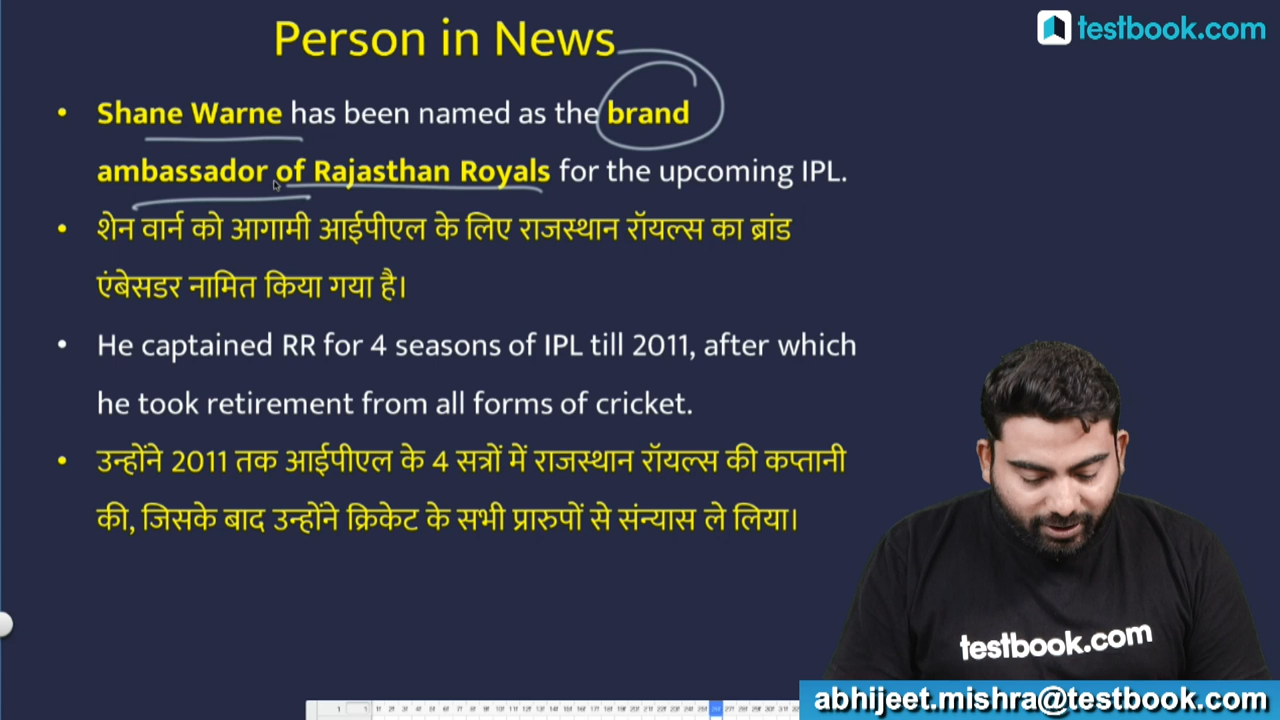 Person in News
testbook.com
• Shane Warne has been named as the brand
ambassador of Rajasthan Royals for the upcoming IPL.
• शेन वार्न को आगामी आईपीएल के लिए राजस्थान रॉयल्स का ब्रांड
एंबेसडर नामित किया गया है।
• He captained RR for 4 seasons of IPL till 2011, after which
he took retirement from all forms of cricket.
• उन्होंने 2011 तक आईपीएल के 4 सत्रों में राजस्थान रॉयल्स की कप्तानी
की, जिसके बाद उन्होंने क्रिकेट के सभी प्रारुपों से संन्यास ले लिया।
testbook.com
abhijeet.mishra@testbook.com